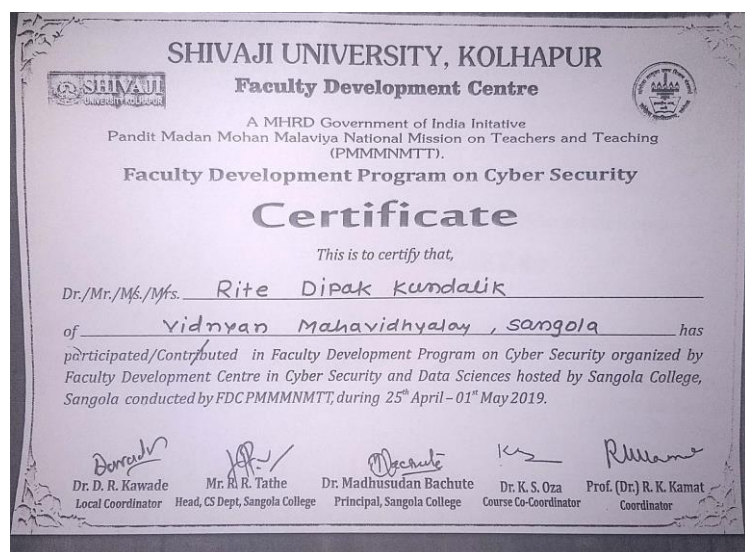 SHIVAJI UNIVERSITY, KOLHAPUR
SHIVAJI
UNIVERSITY KOLHAPUR
Faculty Development Centre
A MHRD Government of India Initative
Pandit Madan Mohan Malaviya National Mission on Teachers and Teaching
(PMMMNMTT).
Faculty Development Program on Cyber Security
Certificate
This is to certify that,
Dr./Mr./Ms./Mrs. Rite Dipak Kundalik
of Vidnyan Mahavidhyalay, Sangola has
participated/Contributed in Faculty Development Program on Cyber Security organized by
Faculty Development Centre in Cyber Security and Data Sciences hosted by Sangola College,
Sangola conducted by FDC PMMMNMTT, during 25th April – 01st May 2019.
Dr. D. R. Kawade
Local Coordinator
Mr. R. R. Tathe
Head, CS Dept, Sangola College
Dr. Madhusudan Bachute
Principal, Sangola College
Dr. K. S. Oza
Course Co-Coordinator
Prof. (Dr.) R. K. Kamat
Coordinator